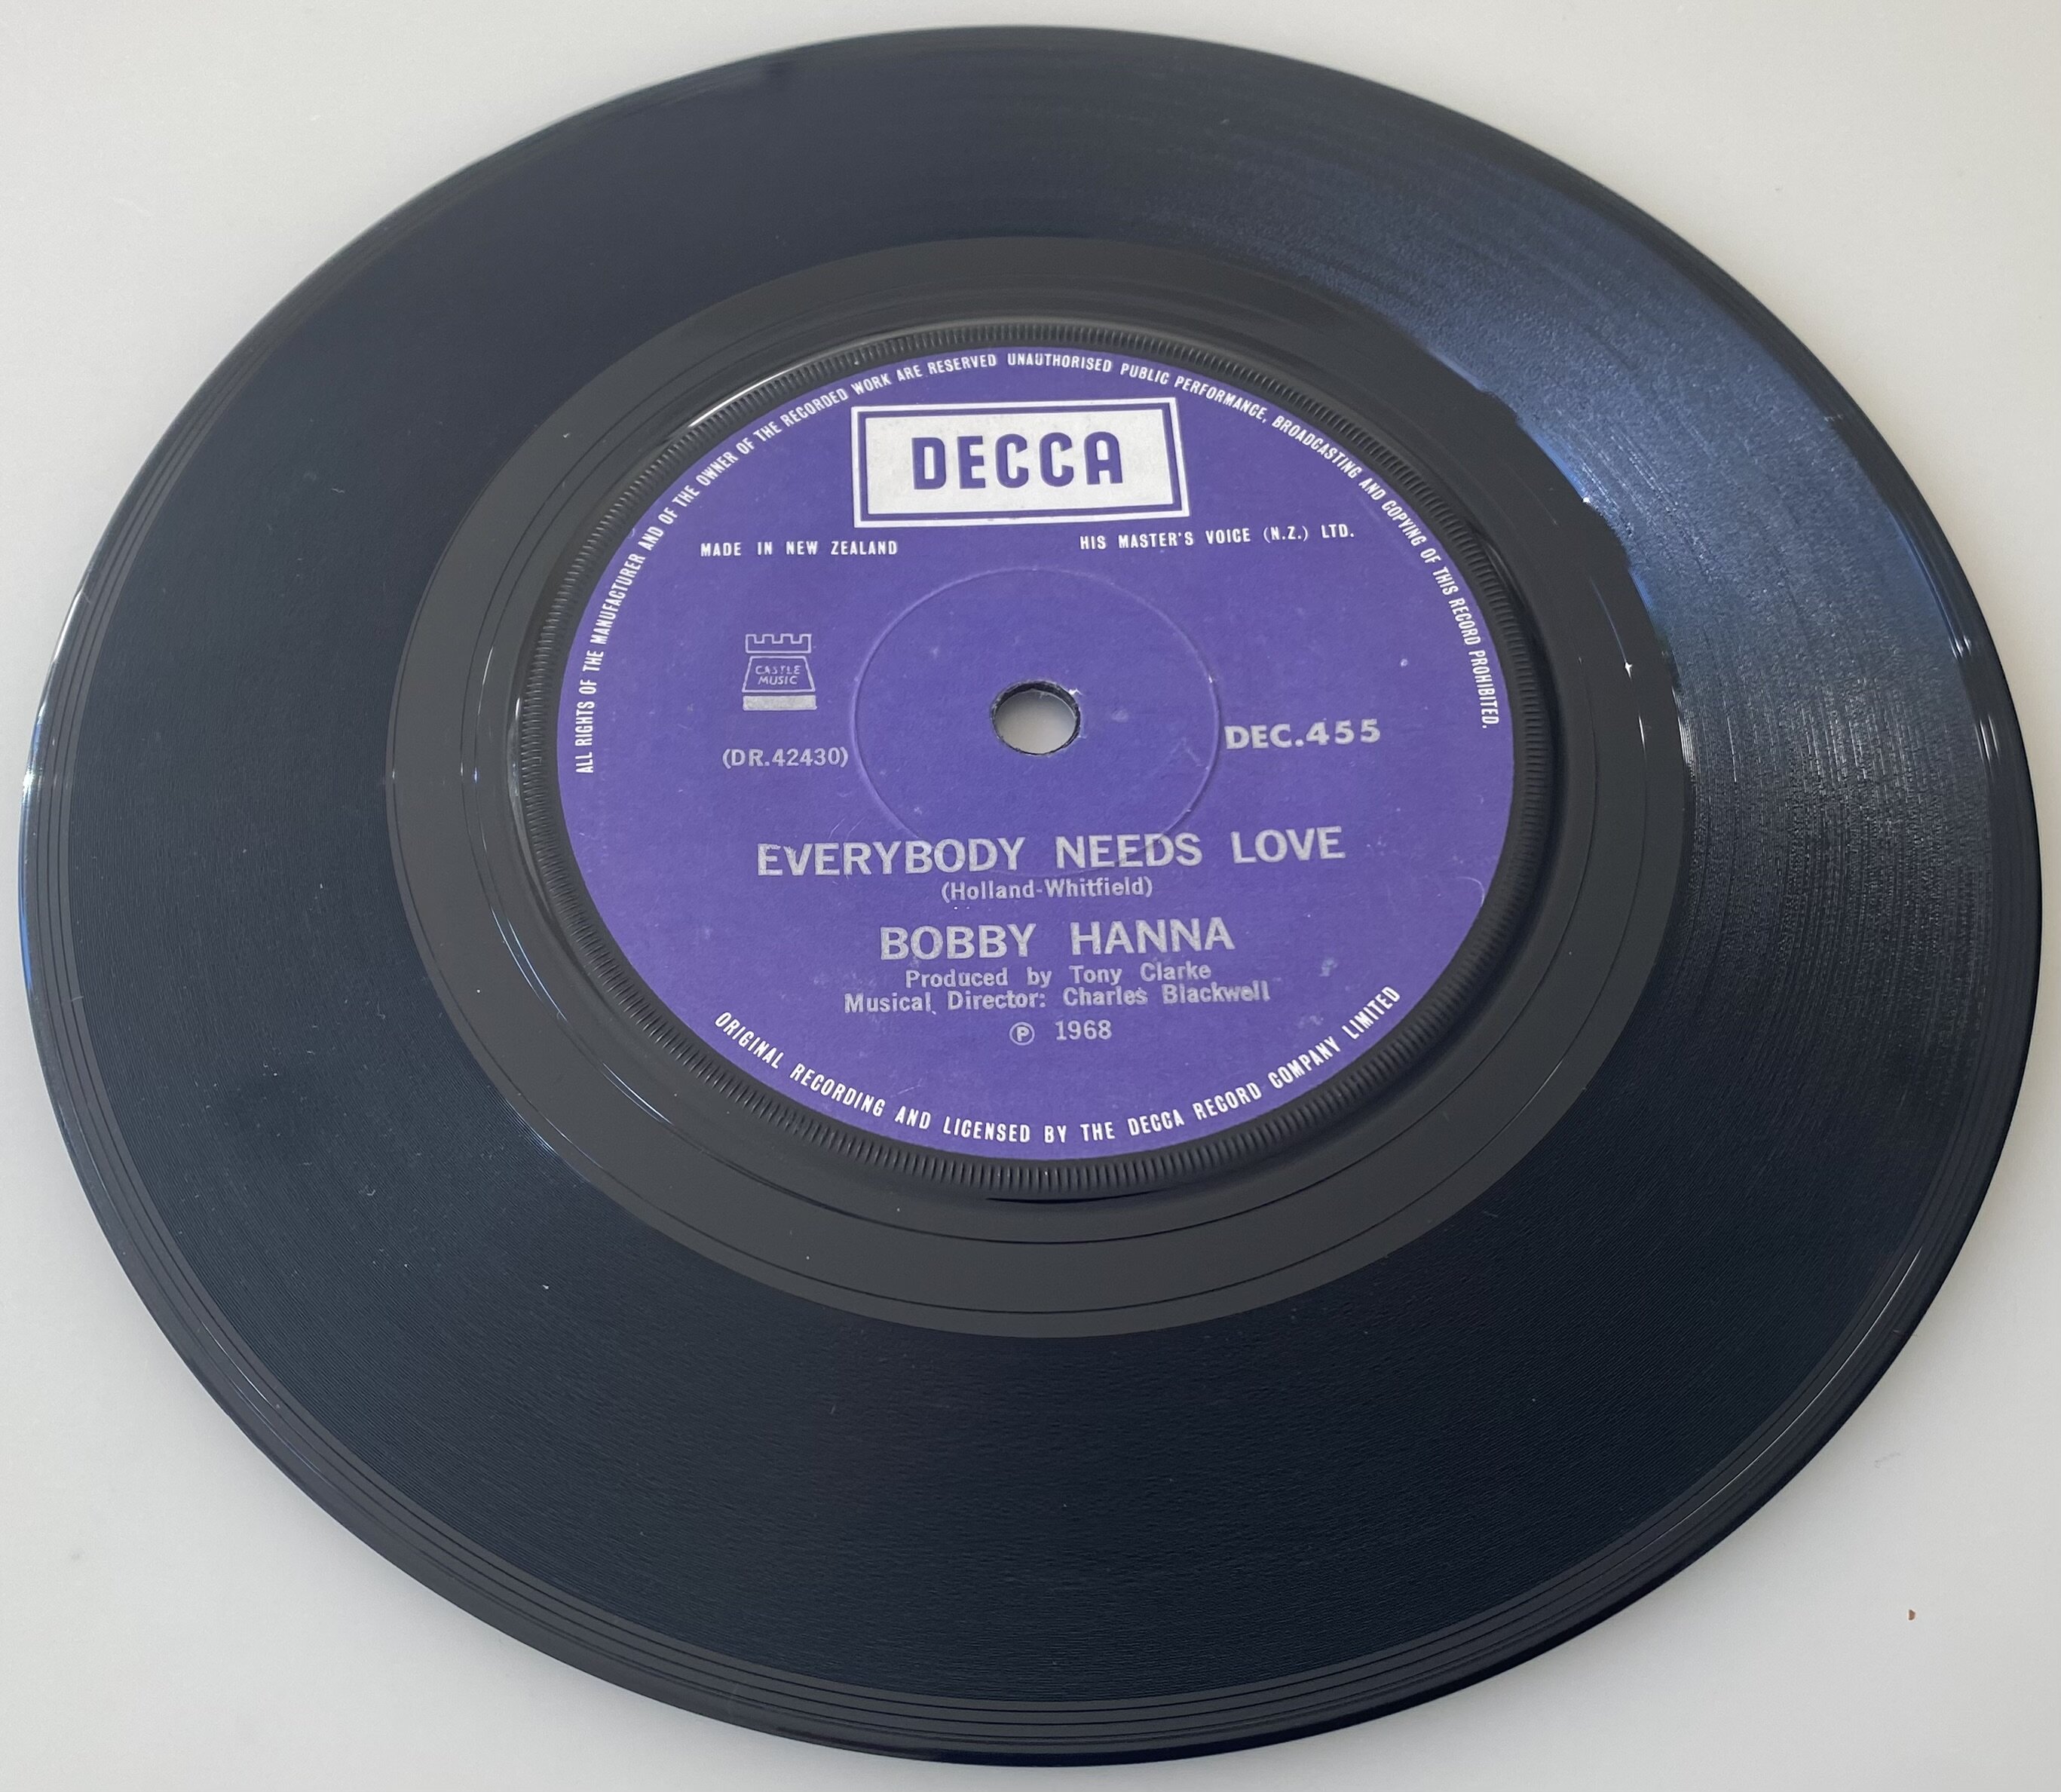 ALL RIGHTS OF THE MANUFACTURER AND OF THE OWNER OF THE RECORDED WORK ARE RESERVED UNAUTHORISED PUBLIC PERFORMANCE, BROADCASTING AND COPYING OF THIS RECORD PROHIBITED.
DECCA
MADE IN NEW ZEALAND
HIS MASTER'S VOICE (N.Z.) LTD.
CASTLE
MUSIC
(DR.42430)
DEC.455
EVERYBODY NEEDS LOVE
(Holland-Whitfield)
BOBBY HANNA
Produced by Tony Clarke
Musical Director: Charles Blackwell
℗ 1968
ORIGINAL RECORDING AND LICENSED BY THE DECCA RECORD COMPANY LIMITED